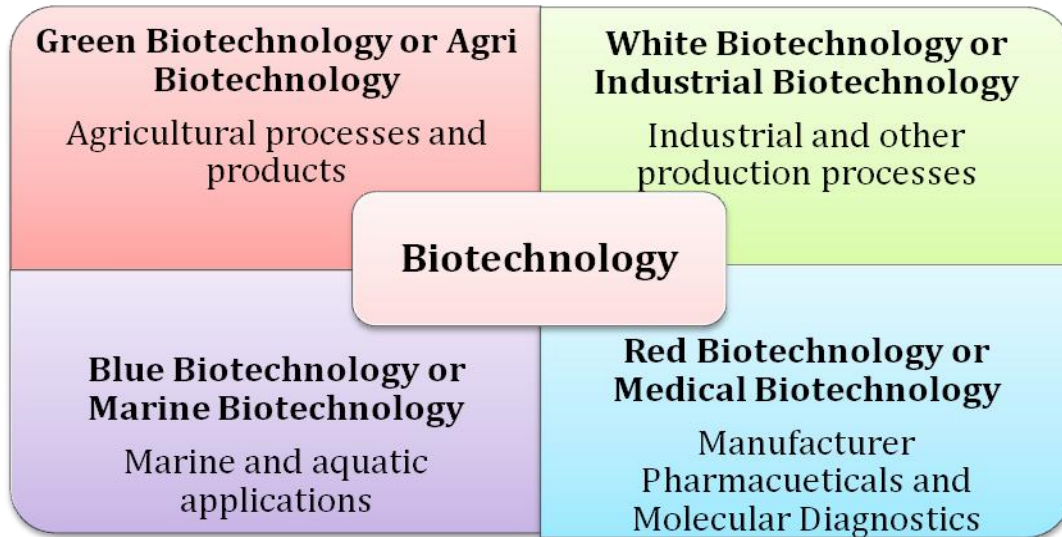 Green Biotechnology or Agri
Biotechnology
Agricultural processes and
products
White Biotechnology or
Industrial Biotechnology
Industrial and other
production processes
Biotechnology
Blue Biotechnology or
Marine Biotechnology
Marine and aquatic
applications
Red Biotechnology or
Medical Biotechnology
Manufacturer
Pharmacueticals and
Molecular Diagnostics